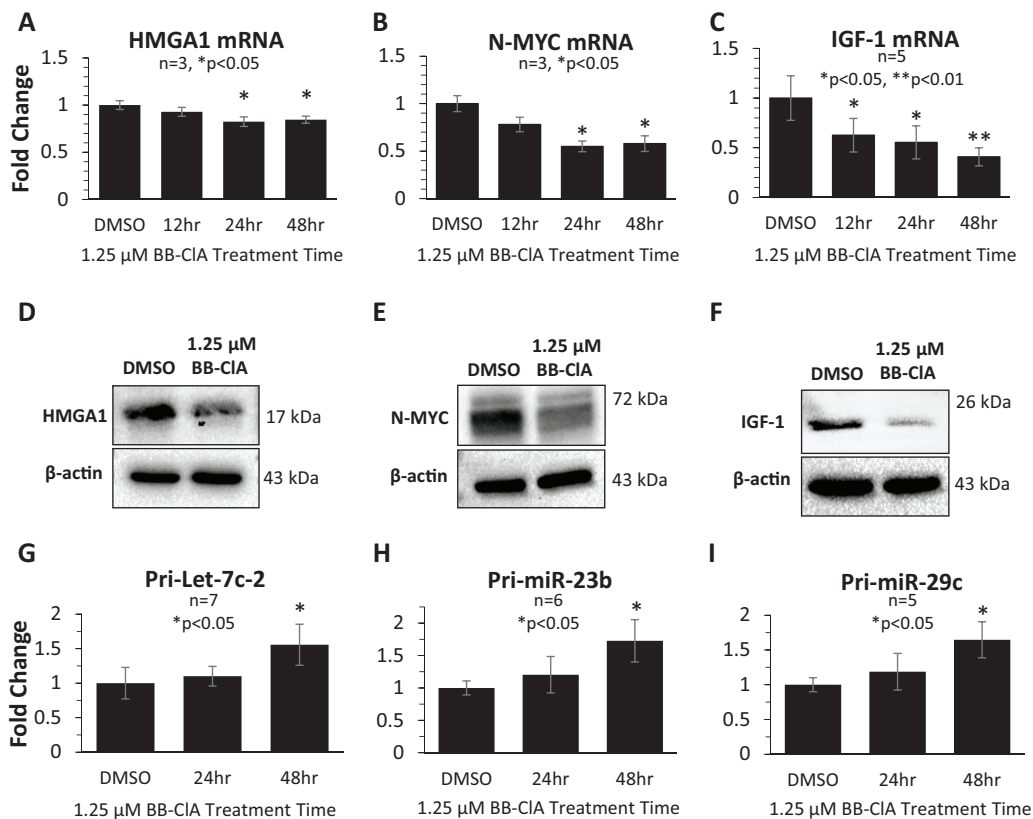 A
HMGA1 mRNA
n=3, *p<0.05
Fold Change
1.5
1
0.5
0
*
*
DMSO 12hr 24hr 48hr
1.25 µM BB-ClA Treatment Time
B
N-MYC mRNA
n=3, *p<0.05
1.5
1
0.5
0
*
*
DMSO 12hr 24hr 48hr
1.25 µM BB-ClA Treatment Time
C
IGF-1 mRNA
n=5
*p<0.05, **p<0.01
1.5
1
0.5
0
*
*
**
DMSO 12hr 24hr 48hr
1.25 µM BB-ClA Treatment Time
D
DMSO
1.25 µM
BB-ClA
HMGA1
17 kDa
β-actin
43 kDa
E
DMSO
1.25 µM
BB-ClA
72 kDa
N-MYC
β-actin
43 kDa
F
DMSO
1.25 µM
BB-ClA
26 kDa
IGF-1
β-actin
43 kDa
G
Pri-Let-7c-2
n=7
*p<0.05
Fold Change
2
1.5
1
0.5
0
*
DMSO 24hr 48hr
1.25 µM BB-ClA Treatment Time
H
Pri-miR-23b
n=6
*p<0.05
2
1.5
1
0.5
0
*
DMSO 24hr 48hr
1.25 µM BB-ClA Treatment Time
I
Pri-miR-29c
n=5
*p<0.05
2
1.5
1
0.5
0
*
DMSO 24hr 48hr
1.25 µM BB-ClA Treatment Time